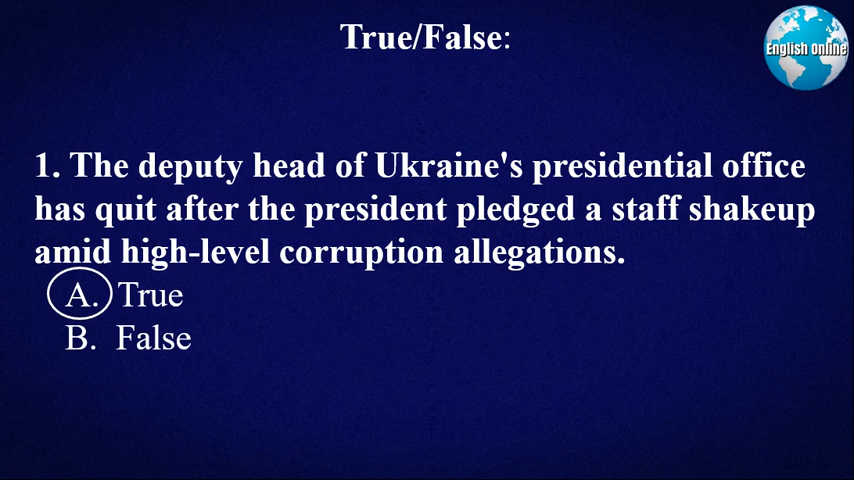 True/False:
English Online
1. The deputy head of Ukraine's presidential office
has quit after the president pledged a staff shakeup
amid high-level corruption allegations.
A. True
B. False